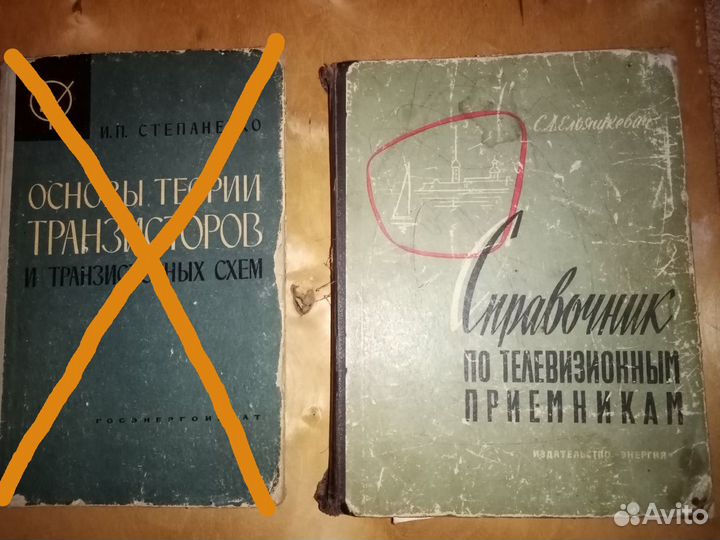 И.П. СТЕПАНЕНКО
ОСНОВЫ ТЕОРИИ
ТРАНЗИСТОРОВ
И ТРАНЗИСТОРНЫХ СХЕМ
ГОСЭНЕРГОИЗДАТ
С.А.Ельяшкевич
Справочник
ПО ТЕЛЕВИЗИОННЫМ
ПРИЕМНИКАМ
ИЗДАТЕЛЬСТВО «ЭНЕРГИЯ»
Avito